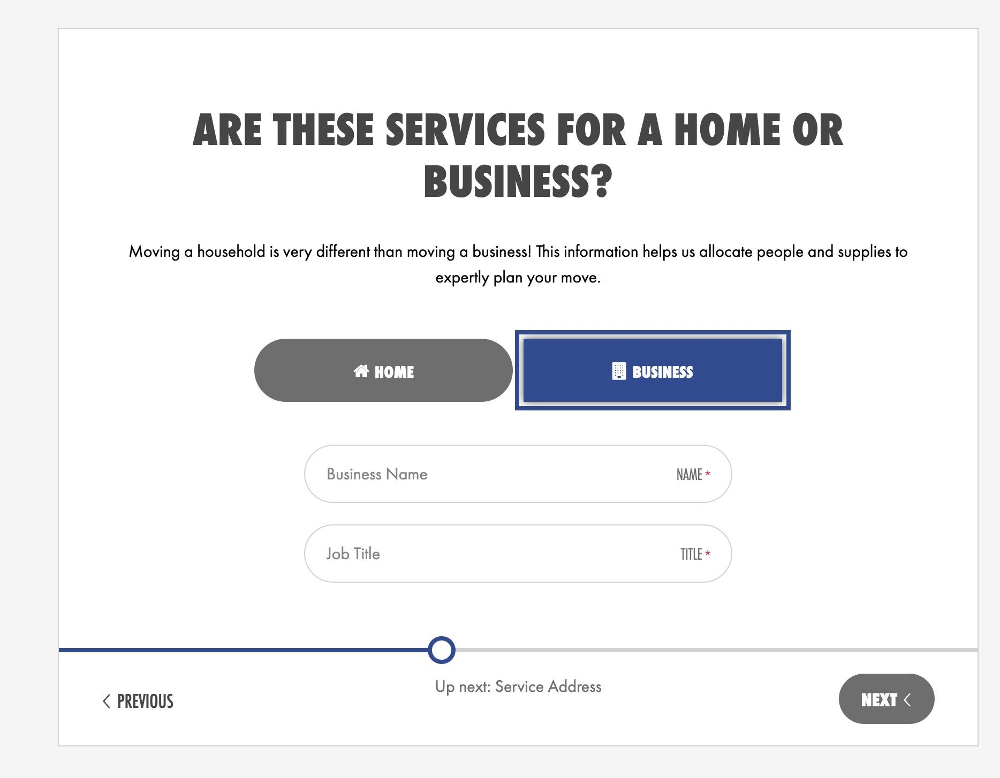 ARE THESE SERVICES FOR A HOME OR
BUSINESS?
Moving a household is very different than moving a business! This information helps us allocate people and supplies to
expertly plan your move.
HOME
BUSINESS
Business Name NAME *
Job Title TITLE *
Up next: Service Address
PREVIOUS
NEXT